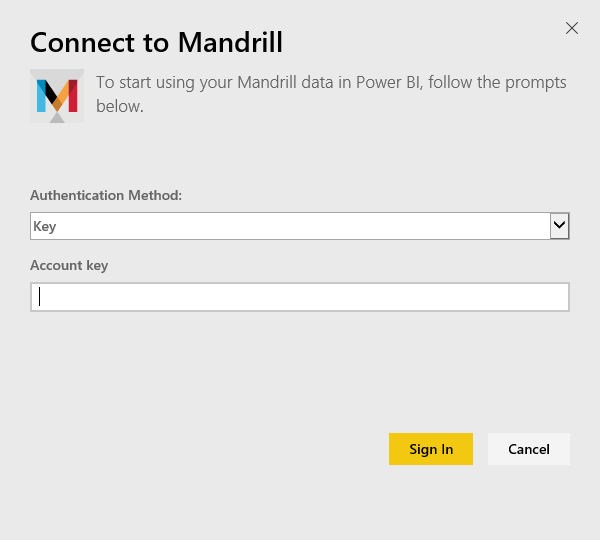 Connect to Mandrill
To start using your Mandrill data in Power BI, follow the prompts
below.
Authentication Method:
Key
Account key
Sign In
Cancel